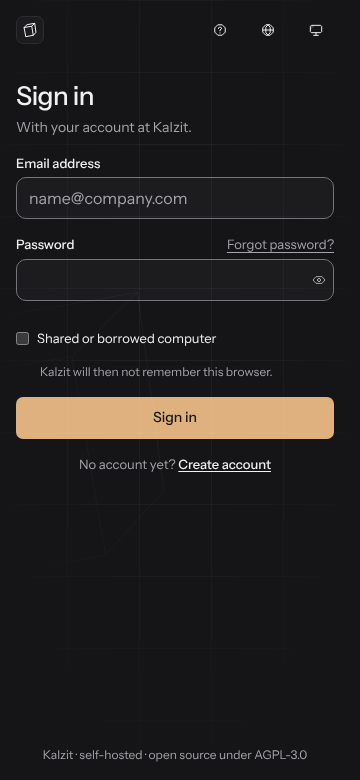 Sign in
With your account at Kalzit.
Email address
name@company.com
Password Forgot password?
Shared or borrowed computer
Kalzit will then not remember this browser.
Sign in
No account yet? Create account
Kalzit · self-hosted · open source under AGPL-3.0